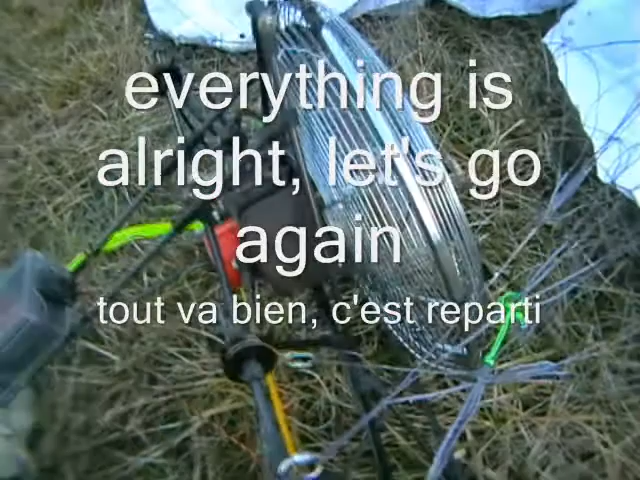 everything is
alright, let's go
again
tout va bien, c'est reparti